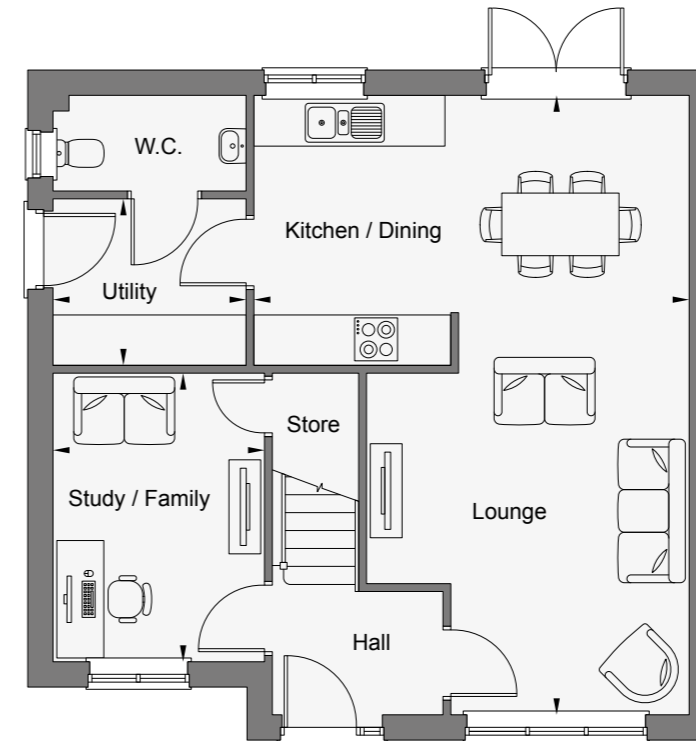 W.C.
Kitchen / Dining
Utility
Store
Study / Family
Lounge
Hall